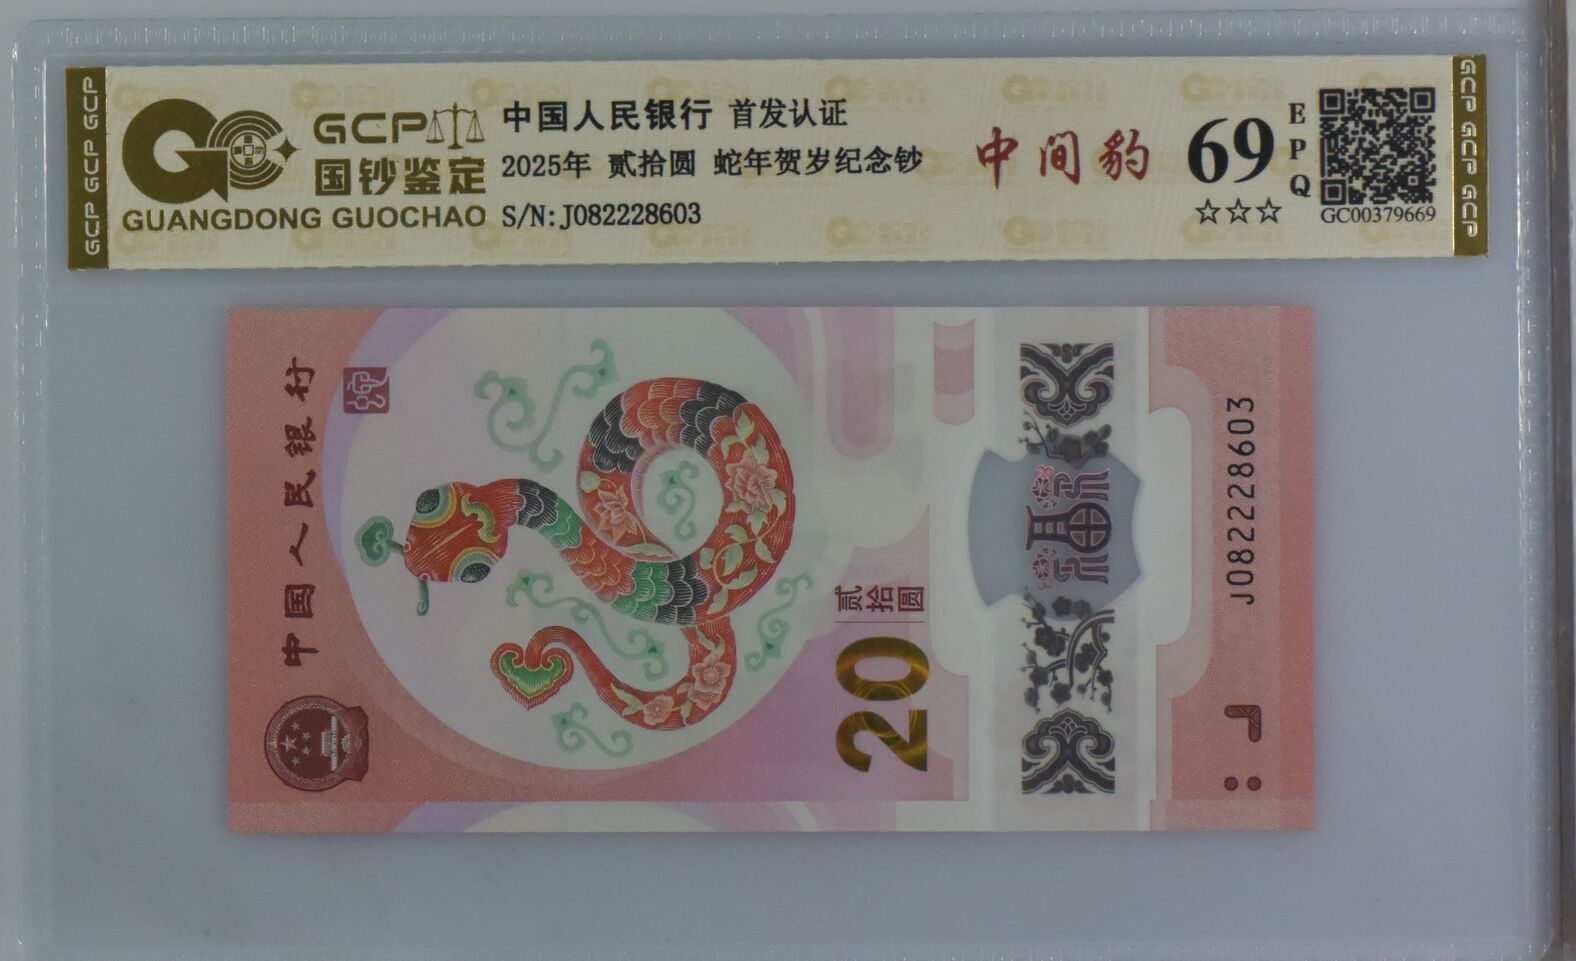 GCP GCP GCP
GCP
国钞鉴定
GUANGDONG GUOCHAO
中国人民银行 首发认证
2025年 贰拾圆 蛇年贺岁纪念钞
S/N:J082228603
中间豹
69
EPQ
☆☆☆
GC00379669
GCP GCP GCP
中国人民银行
贰拾圆
20
福
J082228603